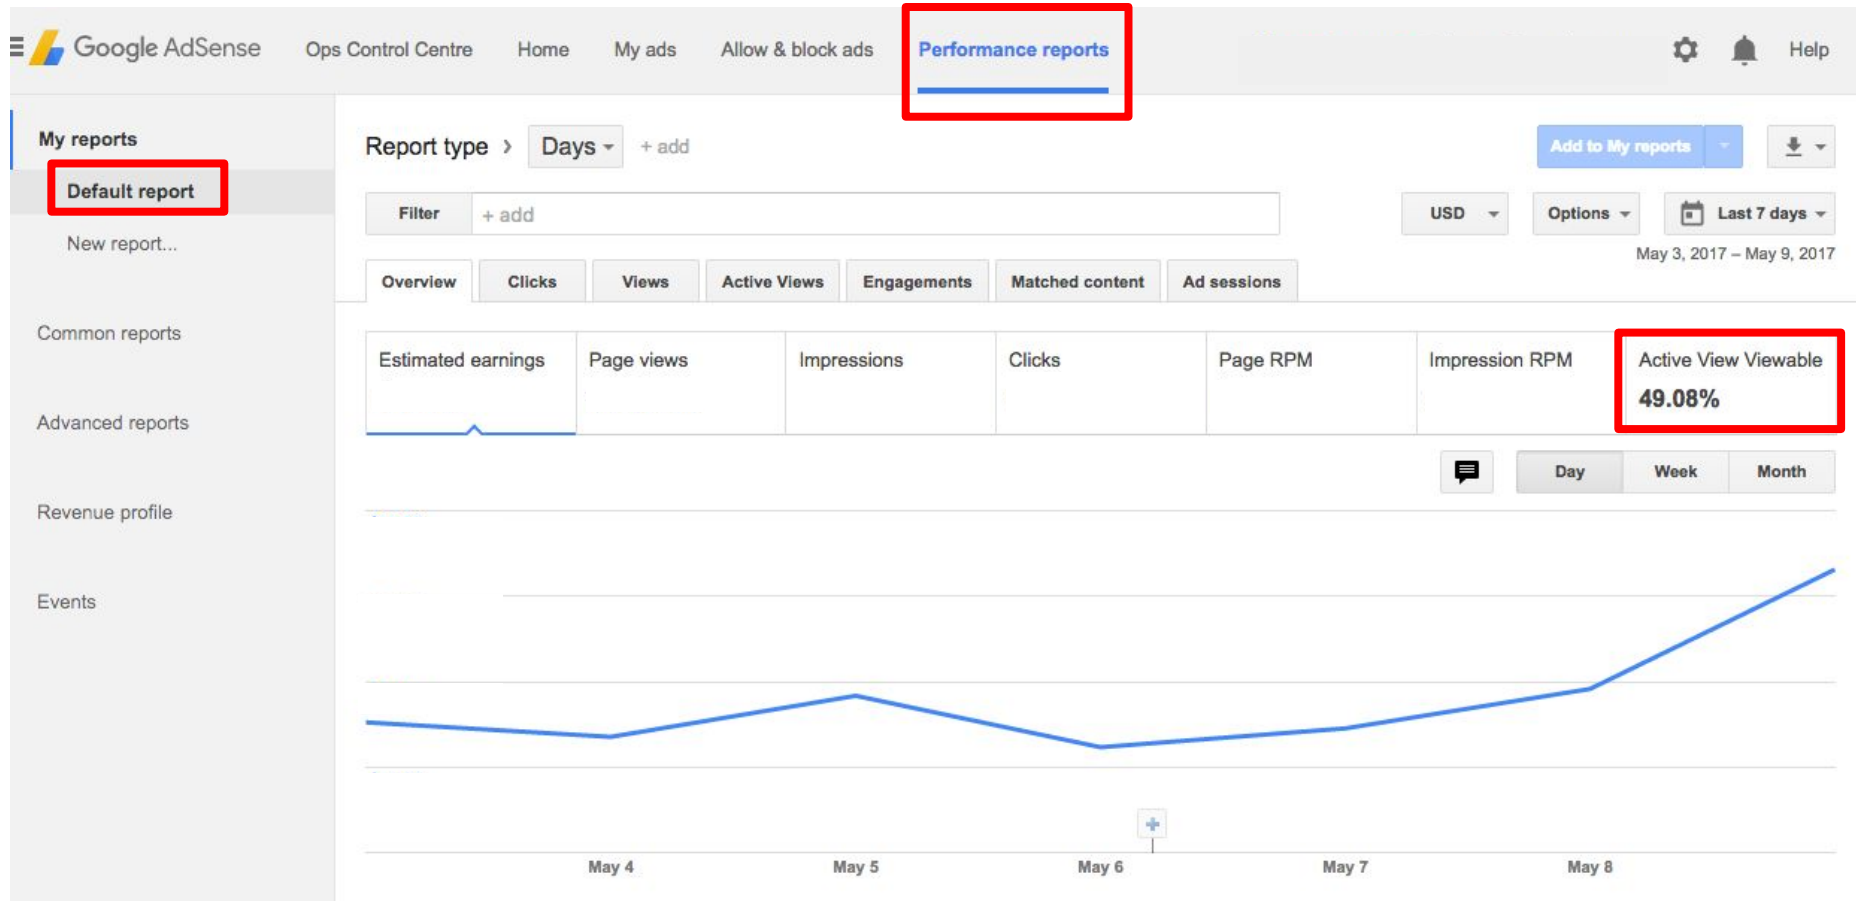 Google AdSense Ops Control Centre Home My ads Allow & block ads Performance reports Help
My reports
Default report
New report...
Common reports
Advanced reports
Revenue profile
Events
Report type › Days + add Add to My reports
Filter + add USD Options Last 7 days
May 3, 2017 – May 9, 2017
Overview Clicks Views Active Views Engagements Matched content Ad sessions
Estimated earnings Page views Impressions Clicks Page RPM Impression RPM Active View Viewable
49.08%
Day Week Month
May 4 May 5 May 6 May 7 May 8